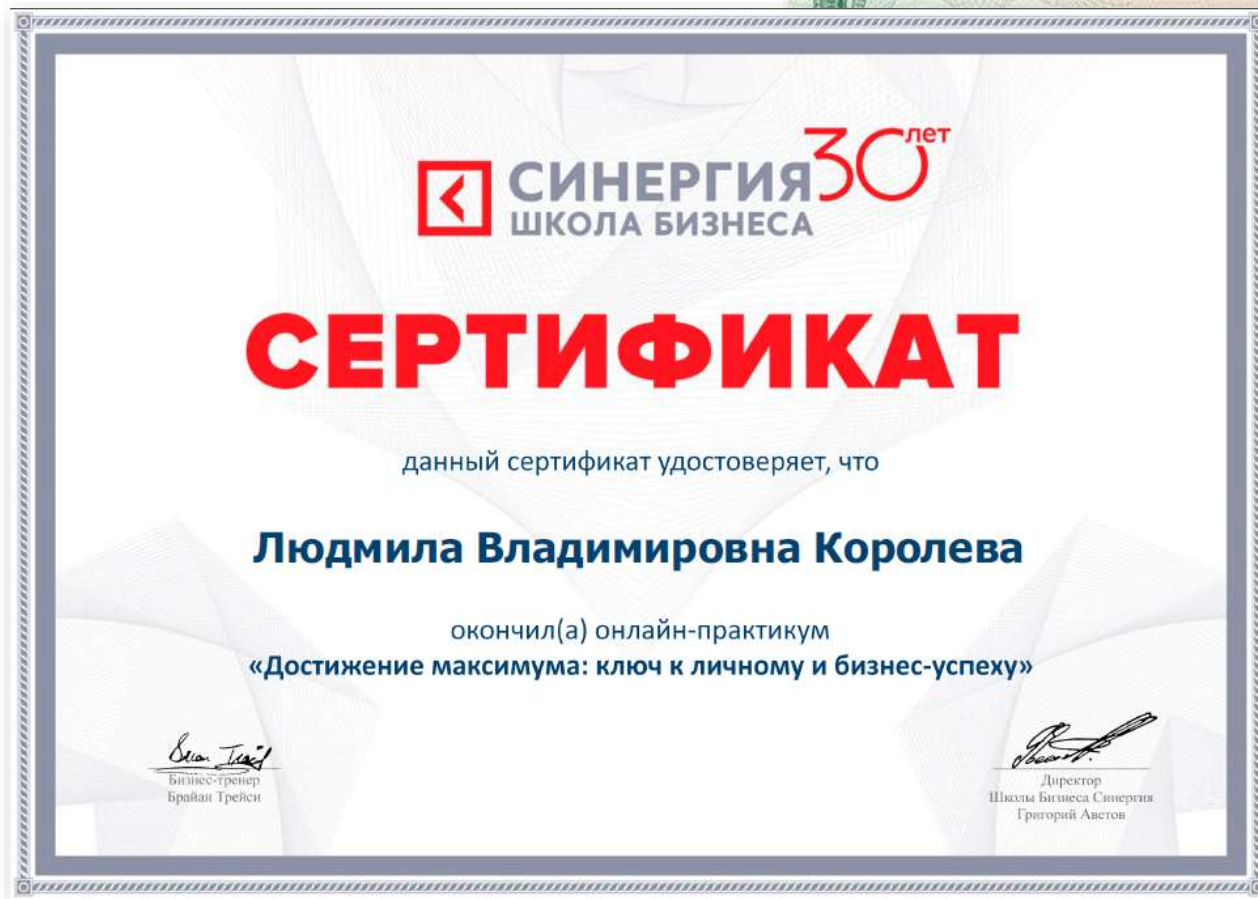 СИНЕРГИЯ 30 лет
ШКОЛА БИЗНЕСА
СЕРТИФИКАТ
данный сертификат удостоверяет, что
Людмила Владимировна Королева
окончил(а) онлайн-практикум
«Достижение максимума: ключ к личному и бизнес-успеху»
Бизнес-тренер
Брайан Трейси
Директор
Школы Бизнеса Синергия
Григорий Аветов